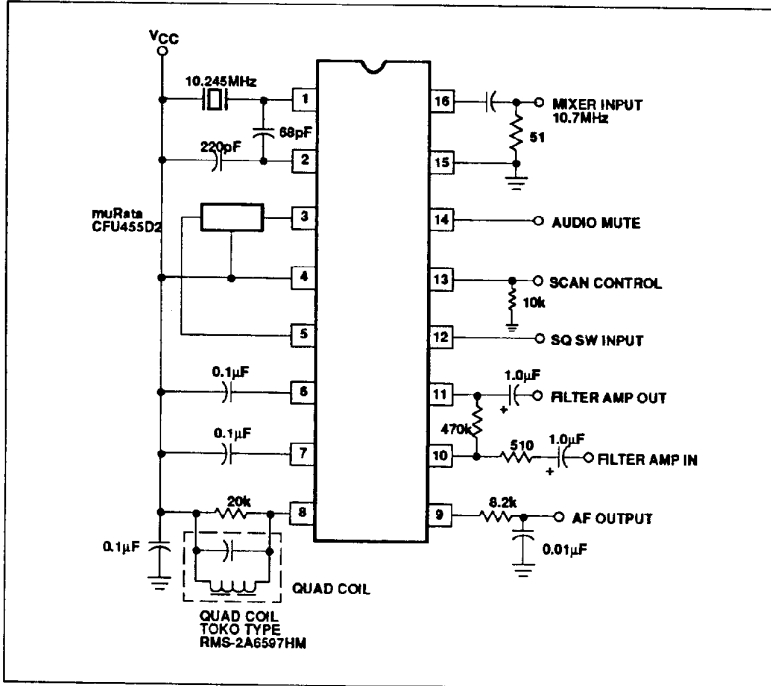 VCC
10.245MHz
1
16
MIXER INPUT
10.7MHz
68pF
51
220pF
2
15
muRata
CFU455D2
3
14
AUDIO MUTE
4
13
SCAN CONTROL
10k
5
12
SQ SW INPUT
0.1µF
6
11
1.0µF
+
FILTER AMP OUT
0.1µF
470k
7
10
510
1.0µF
+
FILTER AMP IN
20k
8
9
8.2k
AF OUTPUT
0.1µF
0.01µF
QUAD COIL
QUAD COIL
TOKO TYPE
RMS-2A6597HM